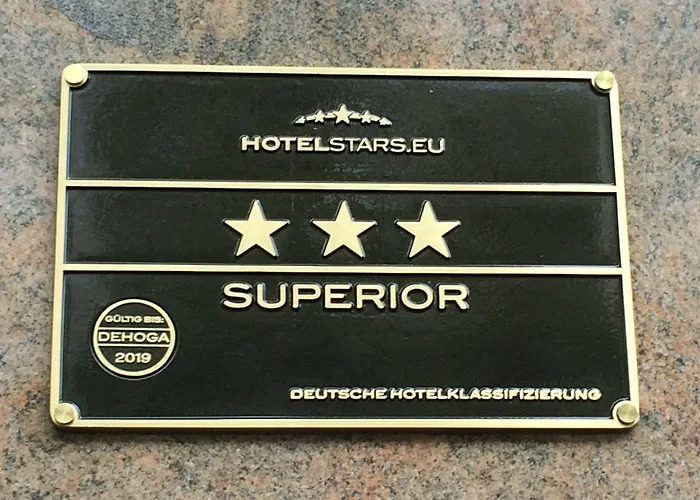 HOTELSTARS.EU
SUPERIOR
GÜLTIG BIS:
DEHOGA
2019
DEUTSCHE HOTELKLASSIFIZIERUNG